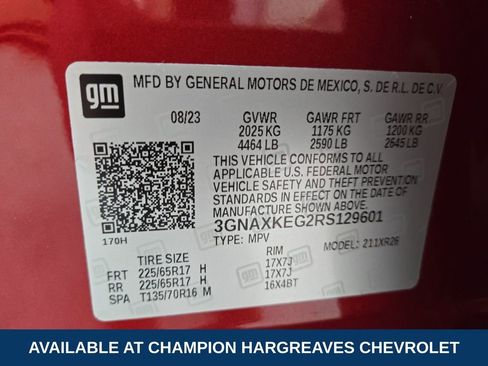 gm
MFD BY GENERAL MOTORS DE MEXICO, S. DE R.L. DE C.V.
08/23 GVWR GAWR FRT GAWR RR
2025 KG 1175 KG 1200 KG
4464 LB 2590 LB 2645 LB
THIS VEHICLE CONFORMS TO ALL
APPLICABLE U.S. FEDERAL MOTOR
VEHICLE SAFETY AND THEFT PREVENTION
STANDARDS IN EFFECT ON THE DATE OF
MANUFACTURE SHOWN ABOVE.
3GNAXKEG2RS129601
170H TYPE: MPV MODEL: 211XR26
TIRE SIZE RIM
FRT 225/65R17 H 17X7J
RR 225/65R17 H 17X7J
SPA T135/70R16 M 16X4BT
AVAILABLE AT CHAMPION HARGREAVES CHEVROLET